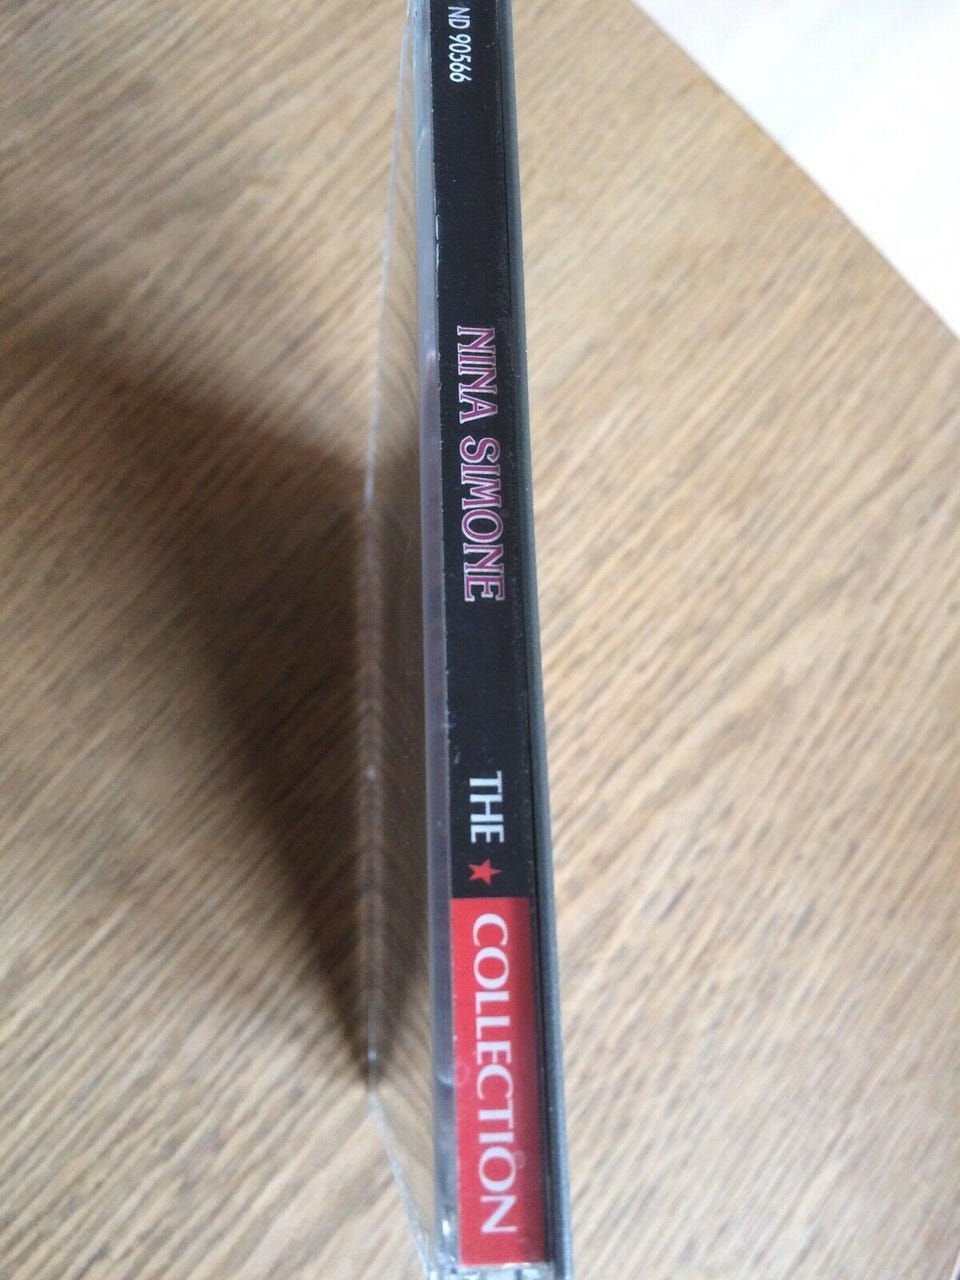 ND 90566
NINA SIMONE
THE ★ COLLECTION